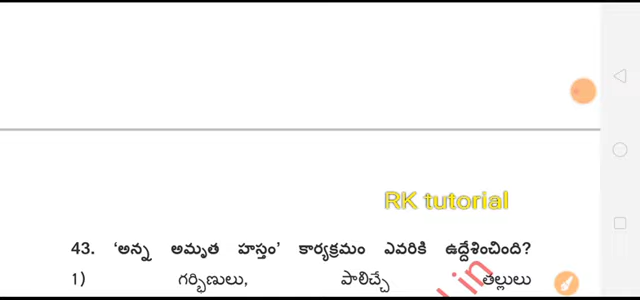 RK tutorial
43. 'అన్న అమృత హస్తం' కార్యక్రమం ఎవరికి ఉద్దేశించింది?
1) గర్భిణులు, పాలిచ్చే తల్లులు